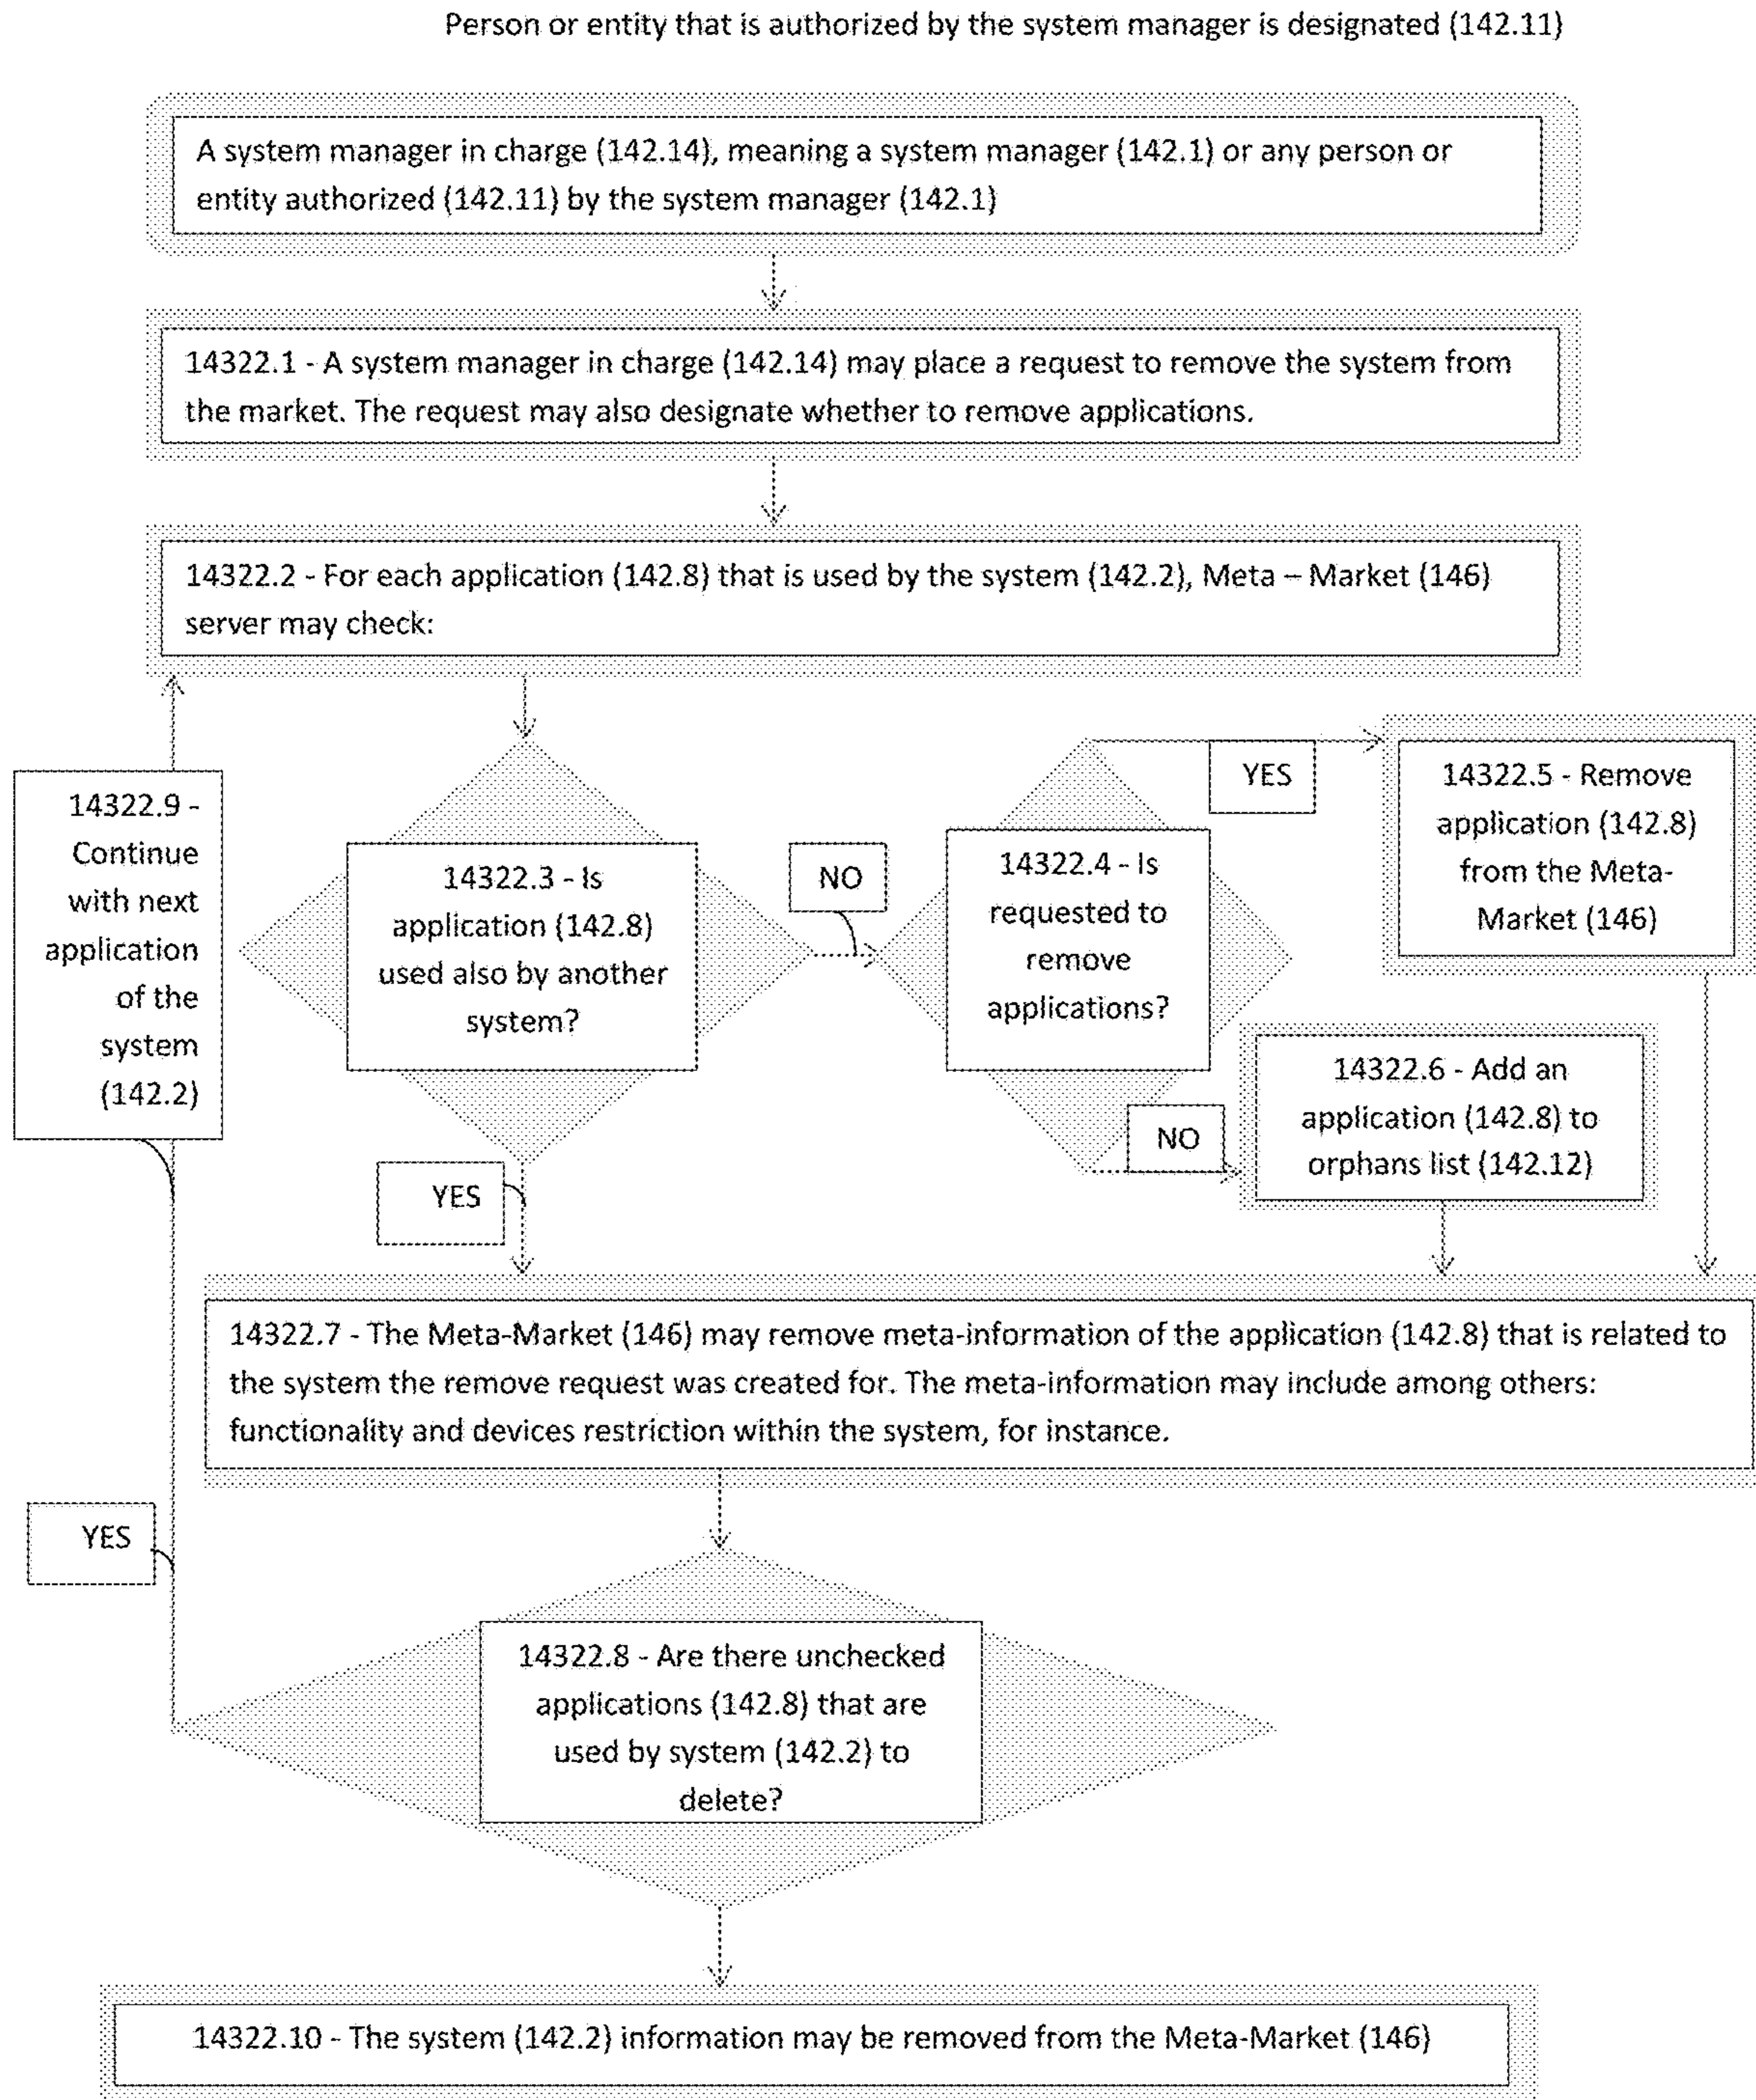 Person or entity that is authorized by the system manager is designated (142.11)
A system manager in charge (142.14), meaning a system manager (142.1) or any person or
entity authorized (142.11) by the system manager (142.1)
14322.1 - A system manager in charge (142.14) may place a request to remove the system from
the market. The request may also designate whether to remove applications.
14322.2 - For each application (142.8) that is used by the system (142.2), Meta – Market (146)
server may check:
14322.9 -
Continue
with next
application
of the
system
(142.2)
14322.3 - Is
application (142.8)
used also by another
system?
NO
14322.4 - Is
requested to
remove
applications?
YES
14322.5 - Remove
application (142.8)
from the Meta-
Market (146)
NO
14322.6 - Add an
application (142.8) to
orphans list (142.12)
YES
14322.7 - The Meta-Market (146) may remove meta-information of the application (142.8) that is related to
the system the remove request was created for. The meta-information may include among others:
functionality and devices restriction within the system, for instance.
YES
14322.8 - Are there unchecked
applications (142.8) that are
used by system (142.2) to
delete?
14322.10 - The system (142.2) information may be removed from the Meta-Market (146)